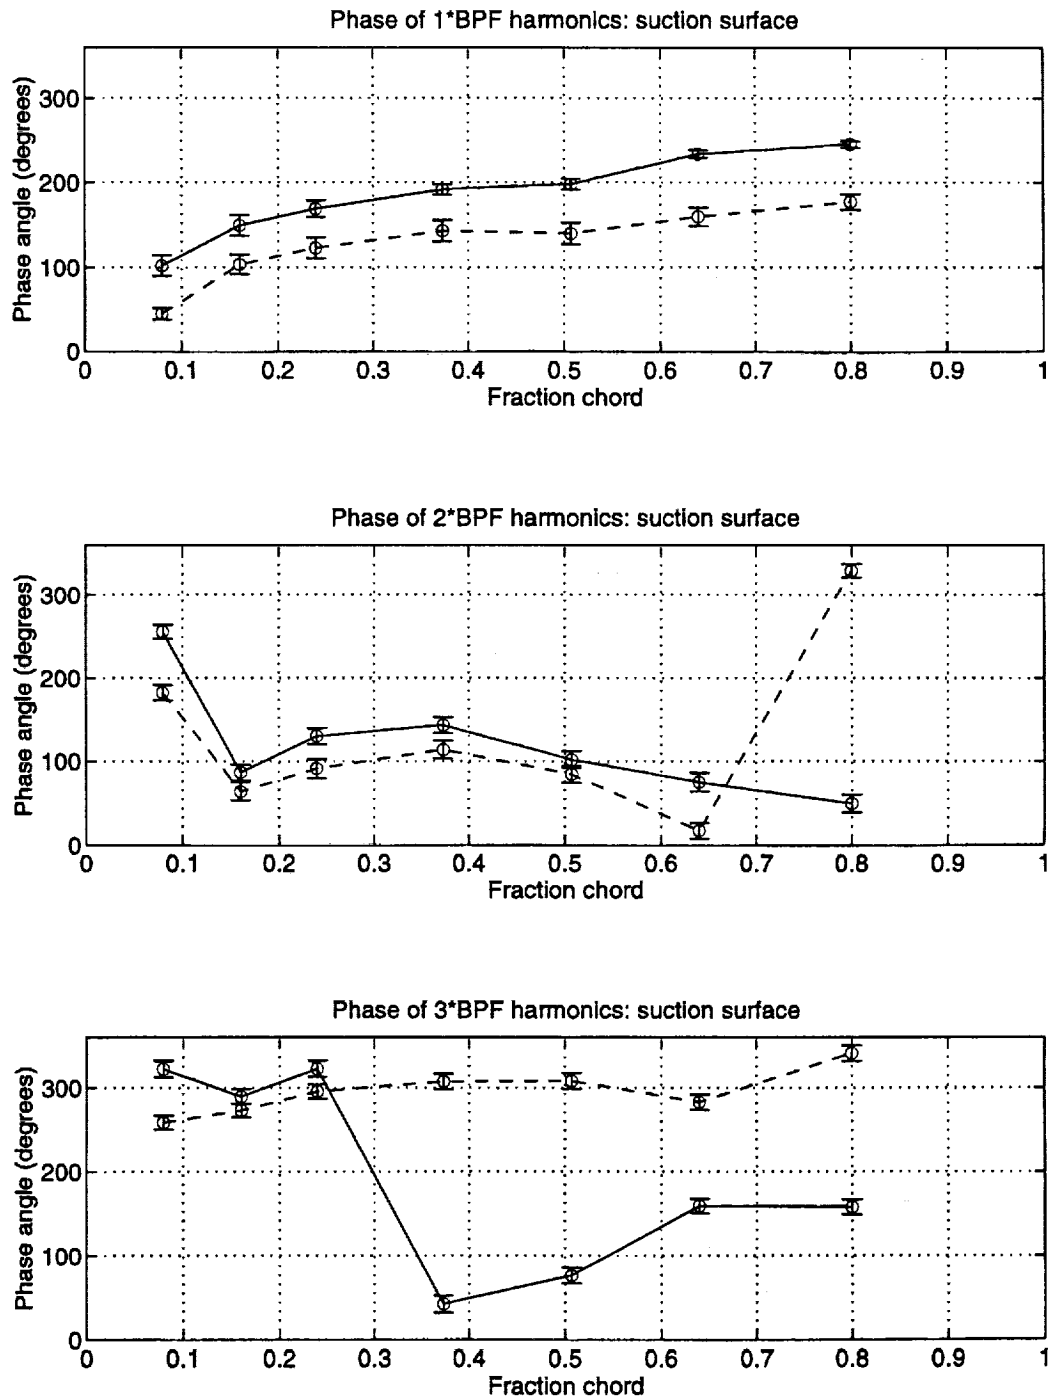 Phase of 1*BPF harmonics: suction surface
Phase angle (degrees)
300
200
100
0
0 0.1 0.2 0.3 0.4 0.5 0.6 0.7 0.8 0.9 1
Fraction chord
Phase of 2*BPF harmonics: suction surface
Phase angle (degrees)
300
200
100
0
0 0.1 0.2 0.3 0.4 0.5 0.6 0.7 0.8 0.9 1
Fraction chord
Phase of 3*BPF harmonics: suction surface
Phase angle (degrees)
300
200
100
0
0 0.1 0.2 0.3 0.4 0.5 0.6 0.7 0.8 0.9 1
Fraction chord